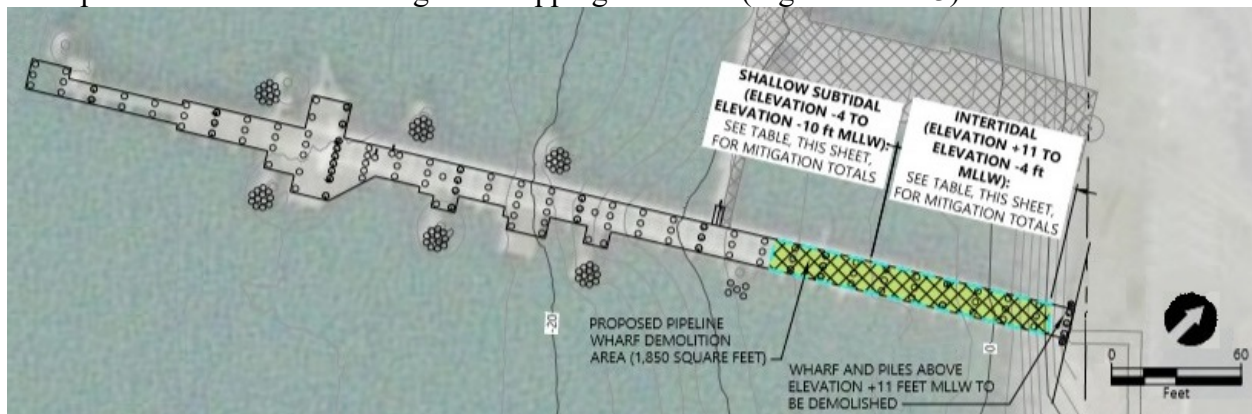 SHALLOW SUBTIDAL
(ELEVATION -4 TO
ELEVATION -10 ft MLLW):
SEE TABLE, THIS SHEET,
FOR MITIGATION TOTALS
INTERTIDAL
(ELEVATION +11 TO
ELEVATION -4 ft
MLLW):
SEE TABLE, THIS SHEET,
FOR MITIGATION TOTALS
-20
PROPOSED PIPELINE
WHARF DEMOLITION
AREA (1,850 SQUARE FEET)
0
WHARF AND PILES ABOVE
ELEVATION +11 FEET MLLW TO
BE DEMOLISHED
0 60
Feet